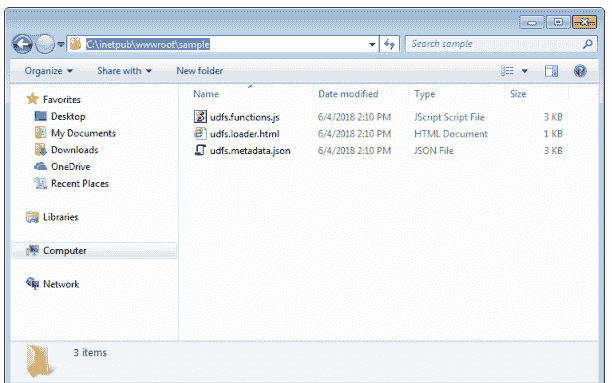 C:\inetpub\wwwroot\sample
Search sample
Organize Share with New folder
Name Date modified Type Size
Favorites
Desktop
My Documents
Downloads
OneDrive
Recent Places
Libraries
Computer
Network
udfs.functions.js 6/4/2018 2:10 PM JScript Script File 3 KB
udfs.loader.html 6/4/2018 2:10 PM HTML Document 1 KB
udfs.metadata.json 6/4/2018 2:10 PM JSON File 3 KB
3 items